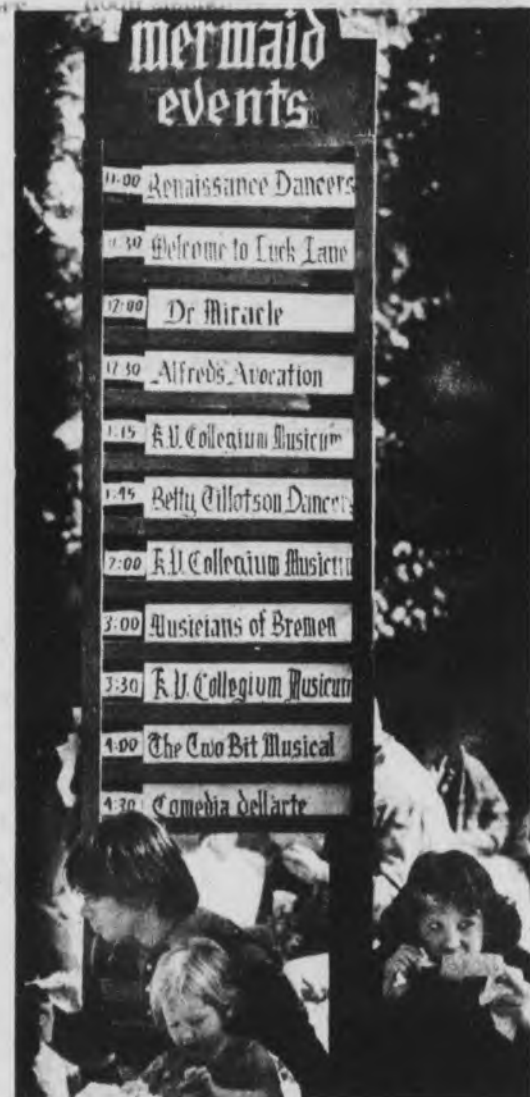 mermaid
events
11:00 Renaissance Dancers
11:30 Welcome to Luck Lane
12:00 Dr Miracle
12:30 Alfreds Avocation
1:15 K.U. Collegium Musicum
1:45 Betty Tillotson Dancers
2:00 K.U. Collegium Musicum
3:00 Musicians of Bremen
3:30 K.U. Collegium Musicum
4:00 The Two Bit Musical
4:30 Comedia dell'arte